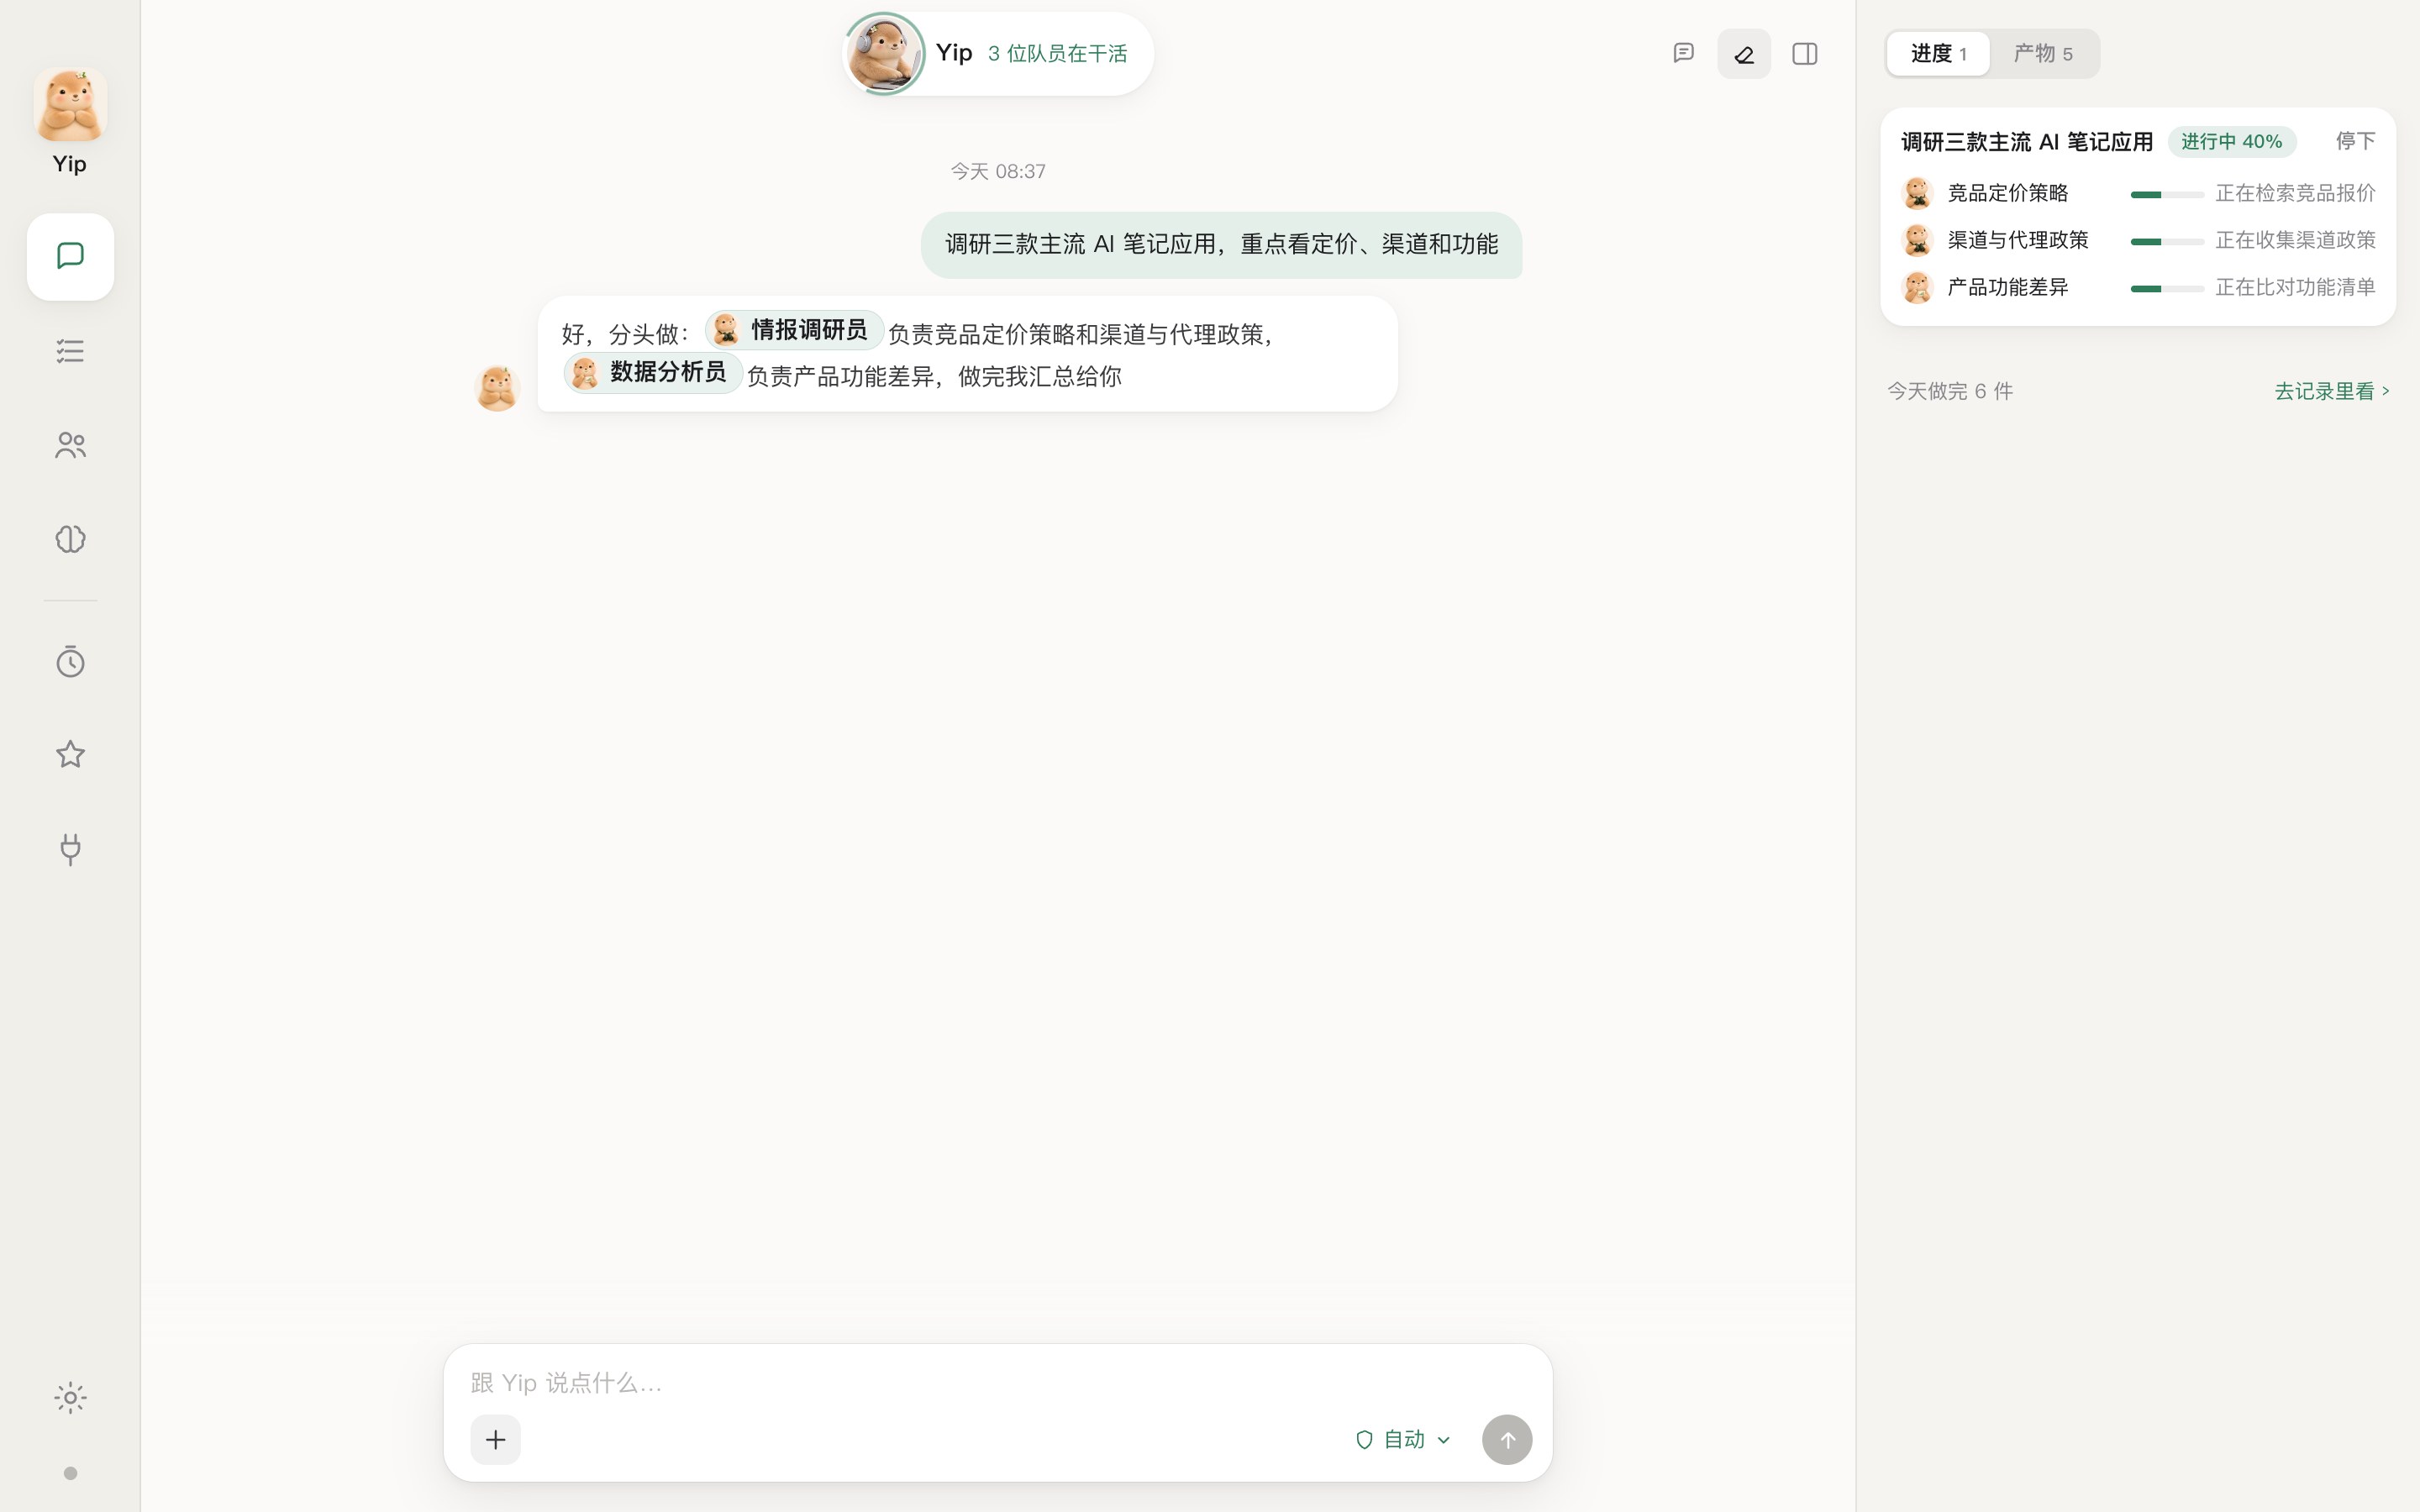 Yip
Yip 3 位队员在干活
今天 08:37
调研三款主流 AI 笔记应用，重点看定价、渠道和功能
好，分头做： 情报调研员 负责竞品定价策略和渠道与代理政策，
数据分析员 负责产品功能差异，做完我汇总给你
跟 Yip 说点什么…
自动
进度 1 产物 5
调研三款主流 AI 笔记应用 进行中 40% 停下
竞品定价策略 正在检索竞品报价
渠道与代理政策 正在收集渠道政策
产品功能差异 正在比对功能清单
今天做完 6 件 去记录里看 ›